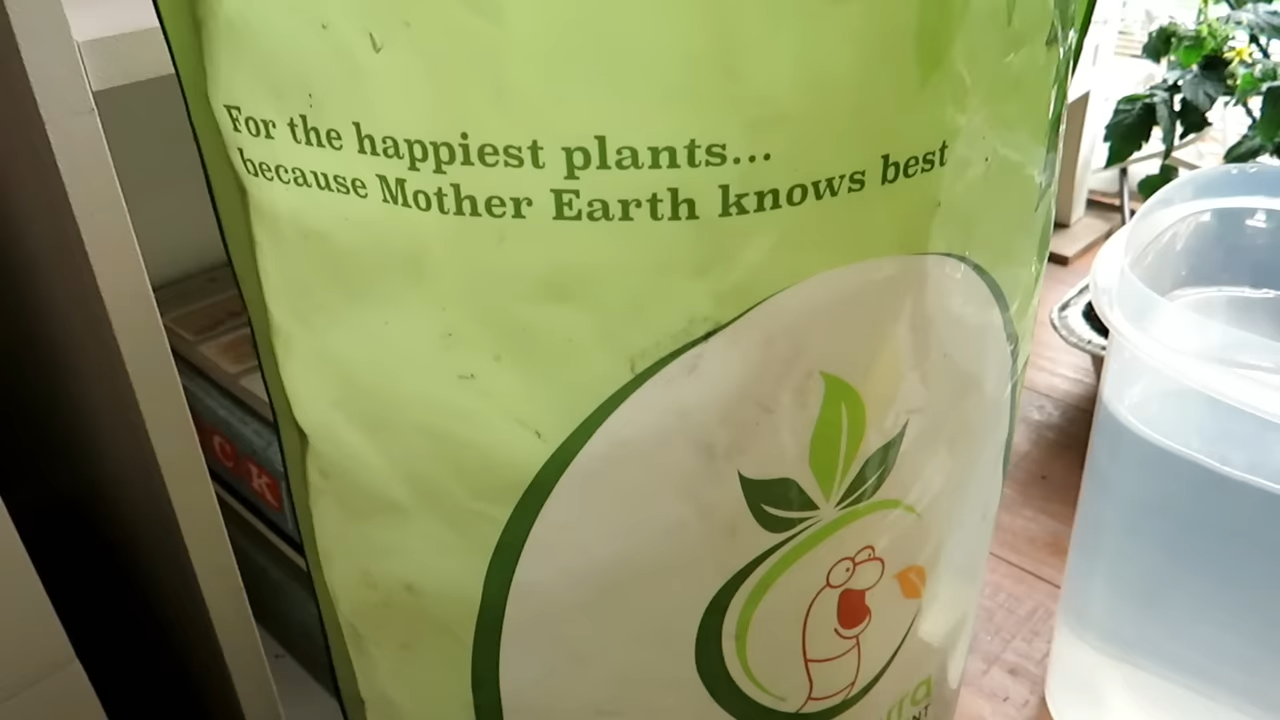 For the happiest plants...
because Mother Earth knows best
C K